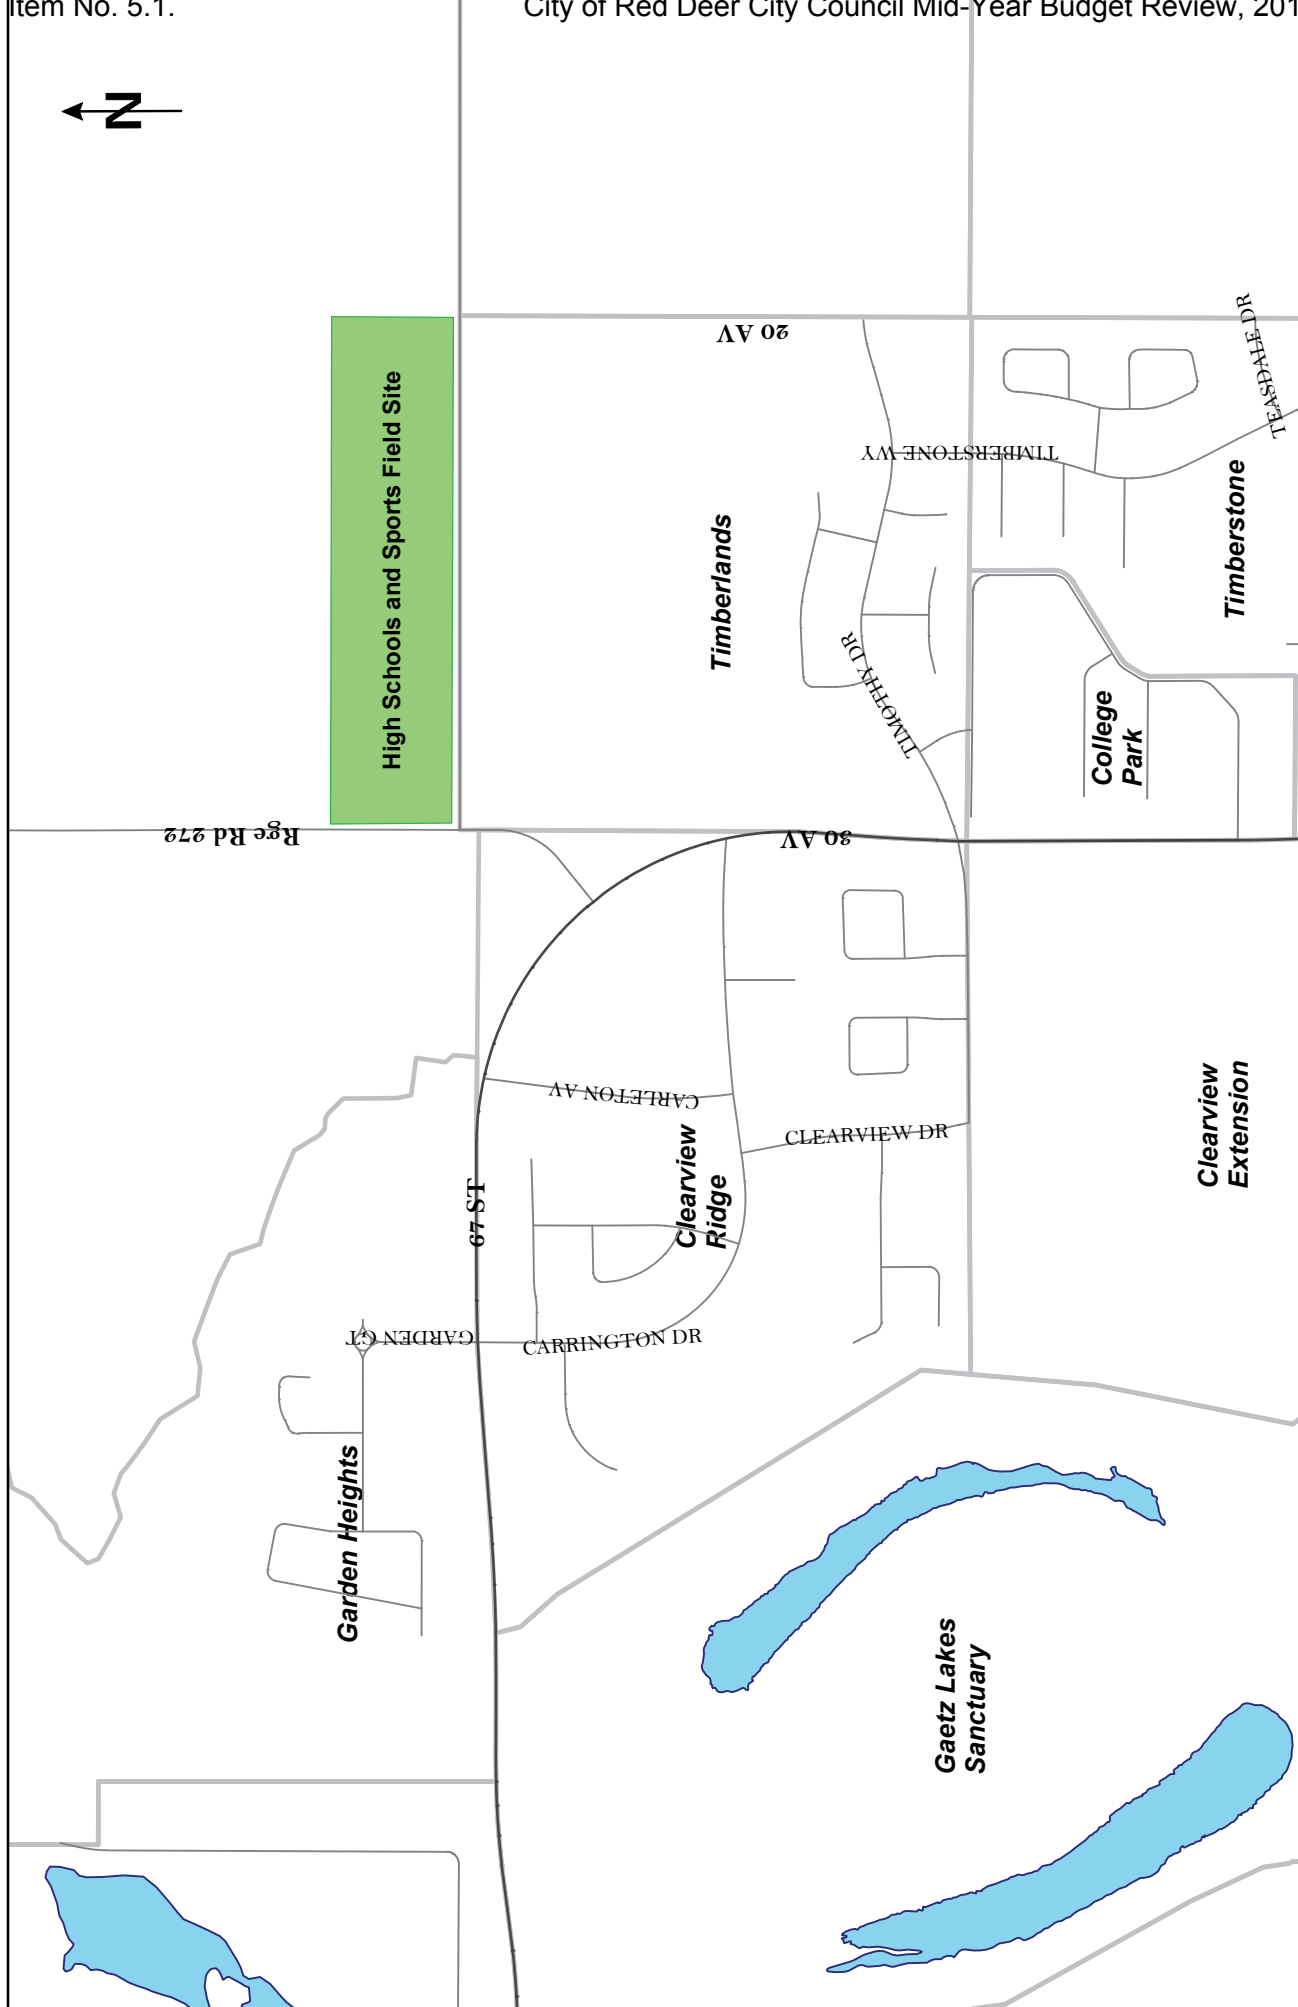 Item No. 5.1.
City of Red Deer City Council Mid-Year Budget Review, 201
N
High Schools and Sports Field Site
20 AV
TEASDALE DR
TIMBERSTONE WY
Timberlands
Timberstone
TIMOTHY DR
College
Park
Rge Rd 272
30 AV
CARLETON AV
CLEARVIEW DR
Clearview
Ridge
Clearview
Extension
67 ST
GARDEN GT
CARRINGTON DR
Garden Heights
Gaetz Lakes
Sanctuary